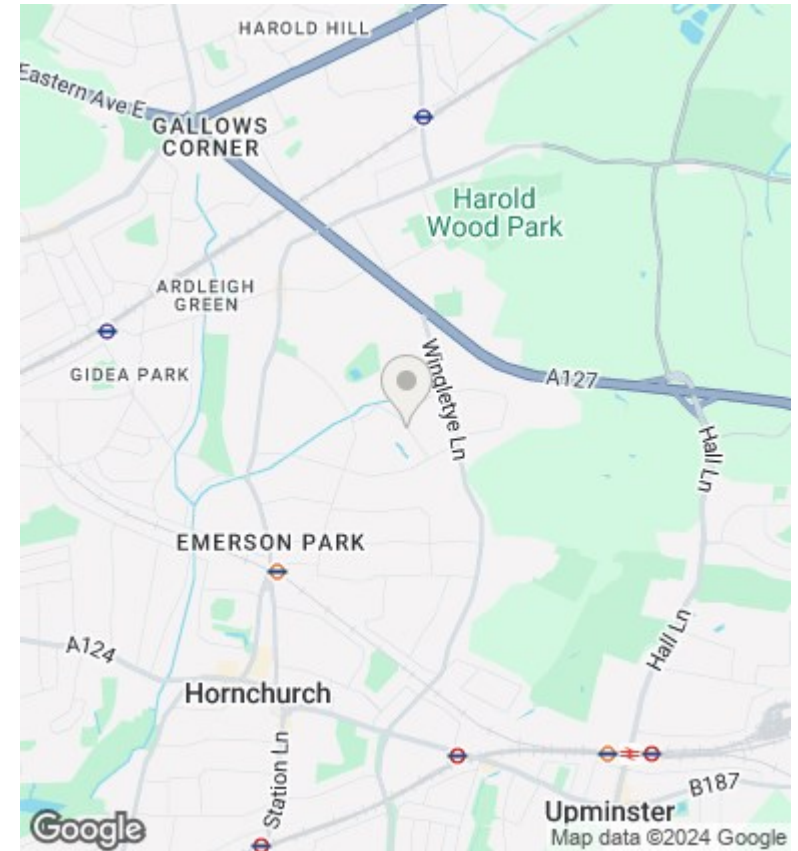 HAROLD HILL
Eastern Ave E
GALLOWS
CORNER
Harold
Wood Park
ARDLEIGH
GREEN
GIDEA PARK
Wingletye Ln
A127
Hall Ln
EMERSON PARK
A124
Hall Ln
Hornchurch
Station Ln
B187
Upminster
Google
Map data ©2024 Google